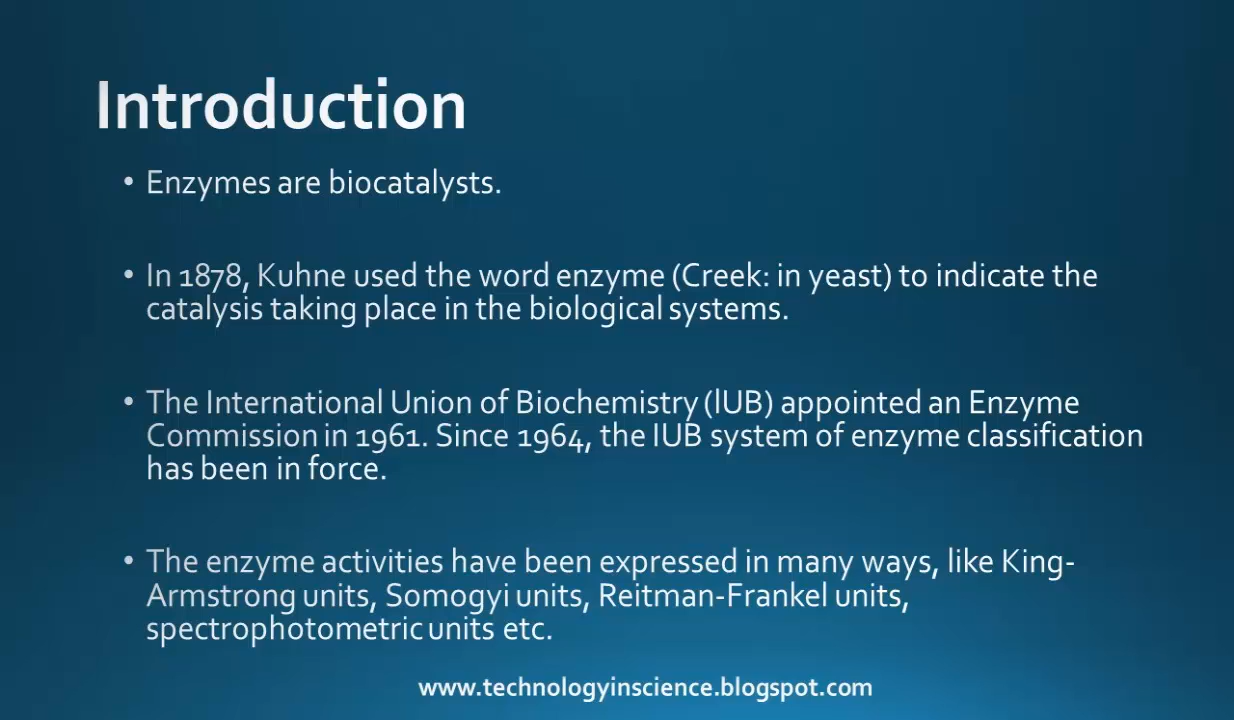 Introduction
• Enzymes are biocatalysts.
• In 1878, Kuhne used the word enzyme (Creek: in yeast) to indicate the
catalysis taking place in the biological systems.
• The International Union of Biochemistry (lUB) appointed an Enzyme
Commission in 1961. Since 1964, the IUB system of enzyme classification
has been in force.
• The enzyme activities have been expressed in many ways, like King-
Armstrong units, Somogyi units, Reitman-Frankel units,
spectrophotometric units etc.
www.technologyinscience.blogspot.com